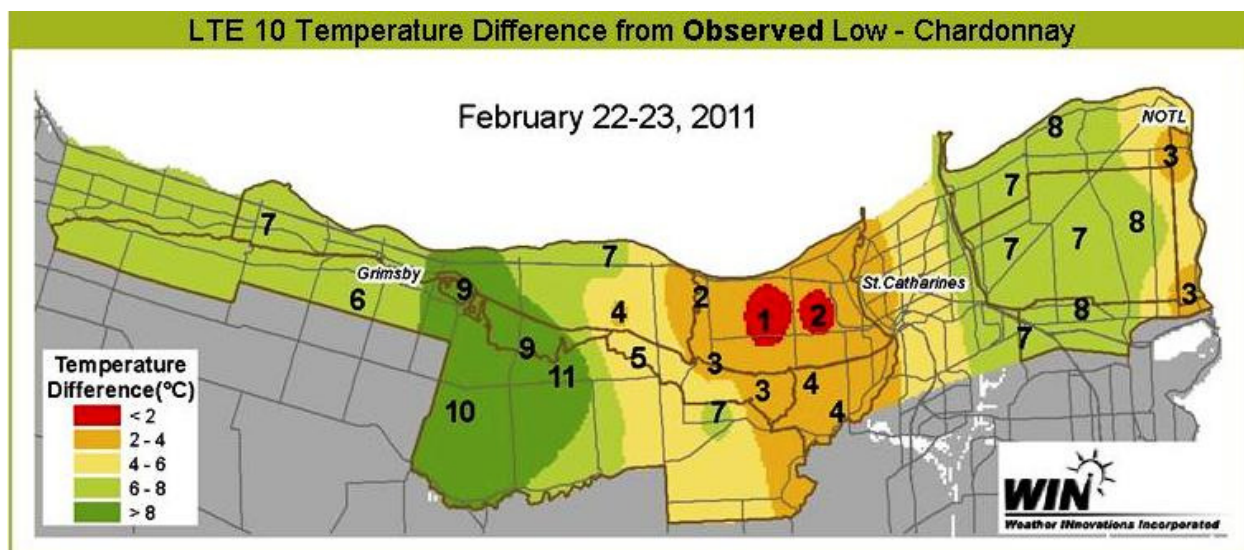 LTE 10 Temperature Difference from Observed Low - Chardonnay
February 22-23, 2011
NOTL
8
3
7
7
7
8
7
7
4
2
1
2
St.Catharines
Grimsby
9
6
3
8
7
9
5
3
11
3
4
10
7
4
Temperature
Difference(°C)
< 2
2 - 4
4 - 6
6 - 8
> 8
WIN
Weather INnovations Incorporated